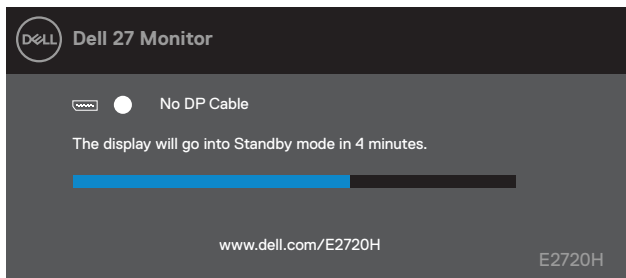 DELL Dell 27 Monitor
No DP Cable
The display will go into Standby mode in 4 minutes.
www.dell.com/E2720H
E2720H